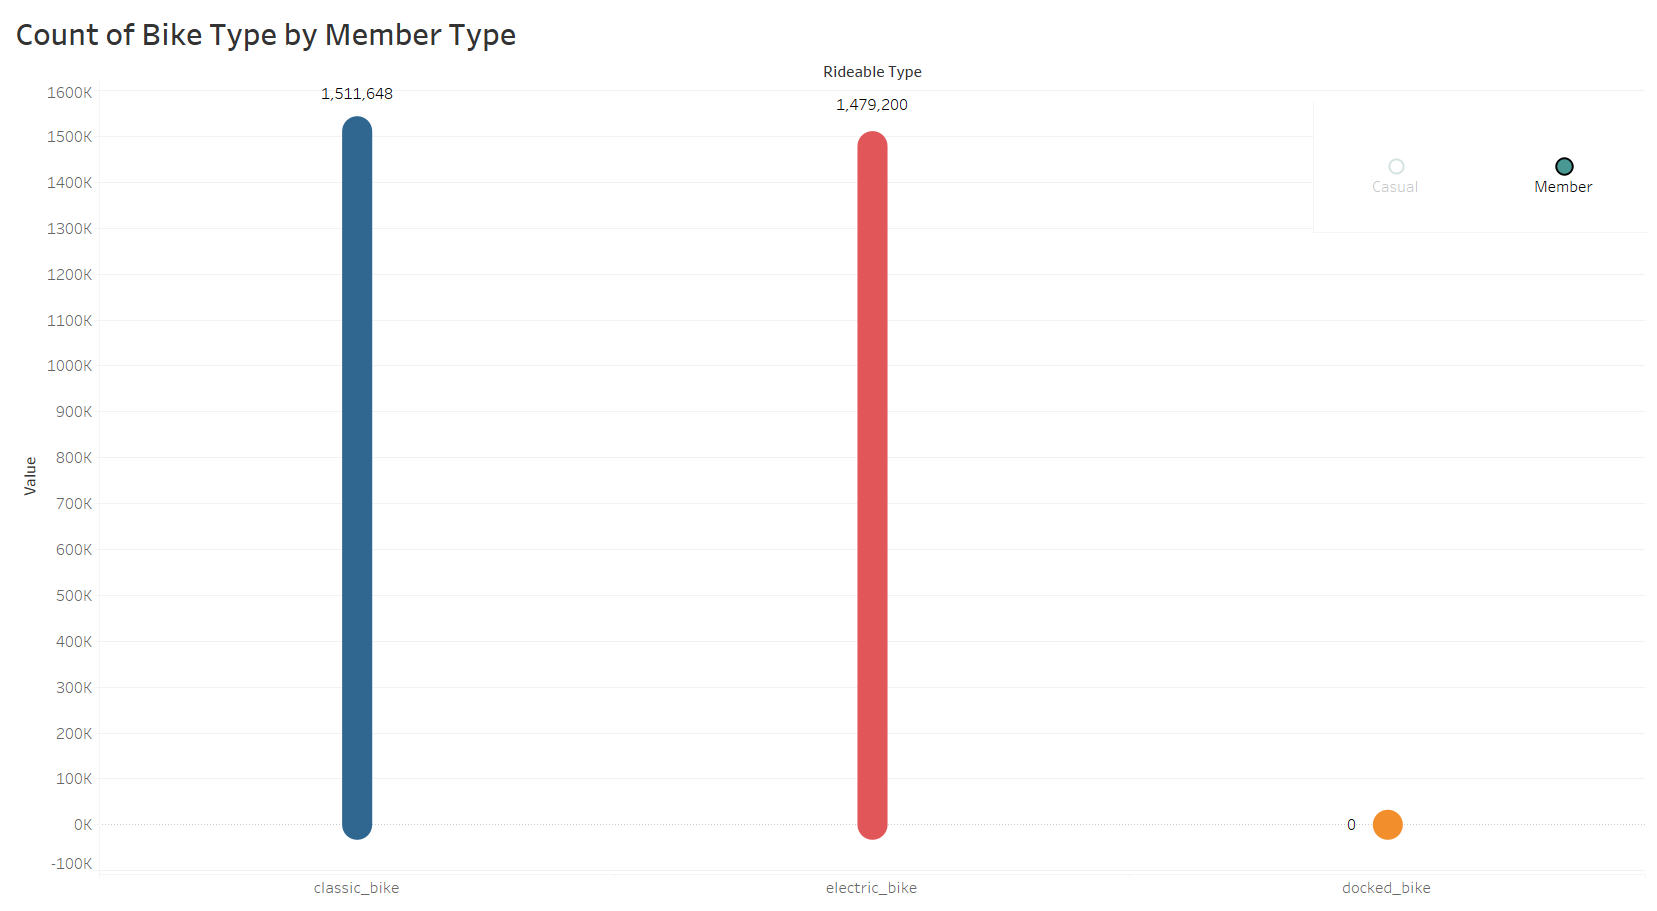 Count of Bike Type by Member Type
Rideable Type
1600K
1,511,648
1,479,200
1500K
1400K
Casual
Member
1300K
1200K
1100K
1000K
900K
800K
Value
700K
600K
500K
400K
300K
200K
100K
0K
0
-100K
classic_bike
electric_bike
docked_bike